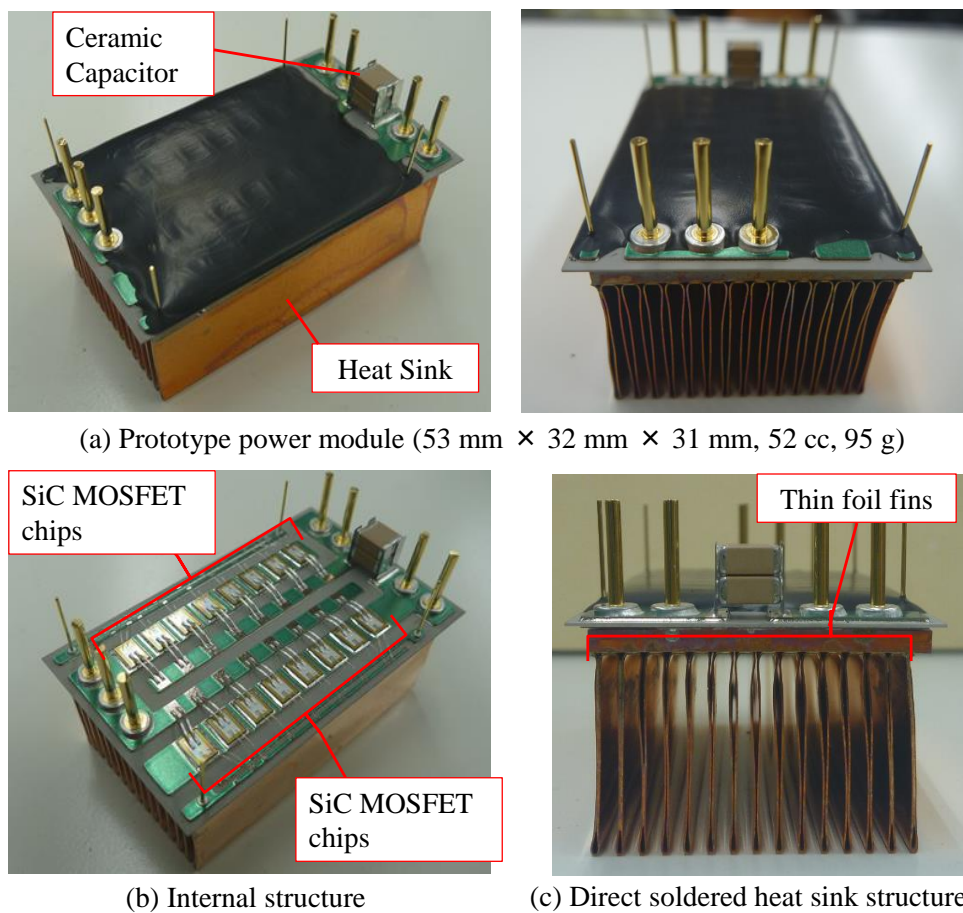 Ceramic
Capacitor
Heat Sink
(a) Prototype power module (53 mm × 32 mm × 31 mm, 52 cc, 95 g)
SiC MOSFET
chips
Thin foil fins
SiC MOSFET
chips
(b) Internal structure
(c) Direct soldered heat sink structure